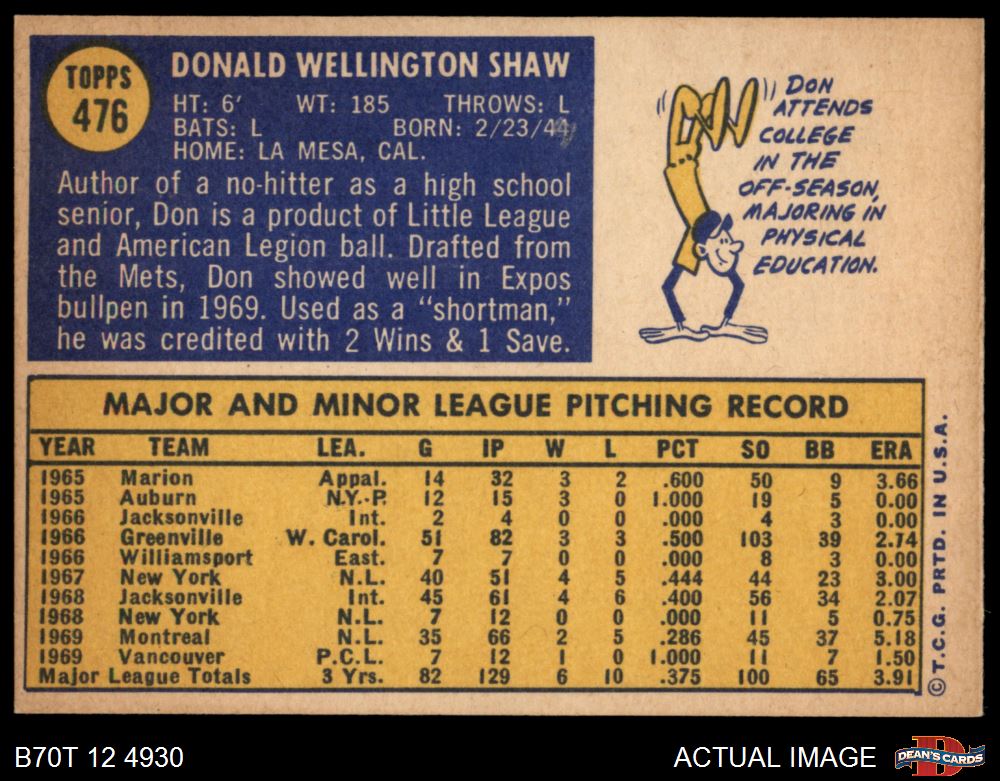 TOPPS
476
DONALD WELLINGTON SHAW
HT: 6' WT: 185 THROWS: L
BATS: L BORN: 2/23/44
HOME: LA MESA, CAL.
Author of a no-hitter as a high school
senior, Don is a product of Little League
and American Legion ball. Drafted from
the Mets, Don showed well in Expos
bullpen in 1969. Used as a "shortman,"
he was credited with 2 Wins & 1 Save.
DON
ATTENDS
COLLEGE
IN THE
OFF-SEASON,
MAJORING IN
PHYSICAL
EDUCATION.
MAJOR AND MINOR LEAGUE PITCHING RECORD
YEAR TEAM LEA. G IP W L PCT SO BB ERA
1965 Marion Appal. 14 32 3 2 .600 50 9 3.66
1965 Auburn N.Y.-P. 12 15 3 0 1.000 19 5 0.00
1966 Jacksonville Int. 2 4 0 0 .000 4 3 0.00
1966 Greenville W. Carol. 51 82 3 3 .500 103 39 2.74
1966 Williamsport East. 7 7 0 0 .000 8 3 0.00
1967 New York N.L. 40 51 4 5 .444 44 23 3.00
1968 Jacksonville Int. 45 61 4 6 .400 56 34 2.07
1968 New York N.L. 7 12 0 0 .000 11 5 0.75
1969 Montreal N.L. 35 66 2 5 .286 45 37 5.18
1969 Vancouver P.C.L. 7 12 1 0 1.000 11 7 1.50
Major League Totals 3 Yrs. 82 129 6 10 .375 100 65 3.91
© T.C.G. PRTD. IN U.S.A.
B70T 12 4930
ACTUAL IMAGE
D
DEAN'S CARDS